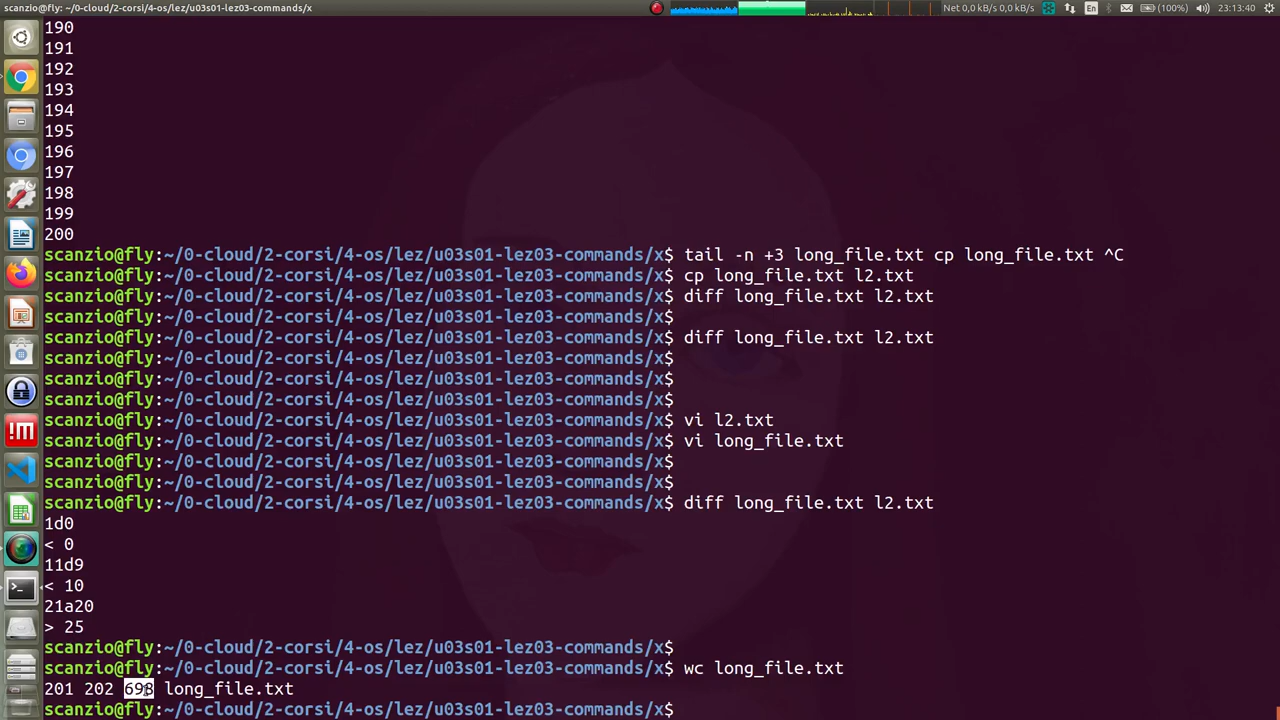 scanzio@fly: ~/0-cloud/2-corsi/4-os/lez/u03s01-lez03-commands/x
Net 0,0 kB/s 0,0 kB/s En (100%) 23:13:40
190
191
192
193
194
195
196
197
198
199
200
scanzio@fly:~/0-cloud/2-corsi/4-os/lez/u03s01-lez03-commands/x$ tail -n +3 long_file.txt cp long_file.txt ^C
scanzio@fly:~/0-cloud/2-corsi/4-os/lez/u03s01-lez03-commands/x$ cp long_file.txt l2.txt
scanzio@fly:~/0-cloud/2-corsi/4-os/lez/u03s01-lez03-commands/x$ diff long_file.txt l2.txt
scanzio@fly:~/0-cloud/2-corsi/4-os/lez/u03s01-lez03-commands/x$
scanzio@fly:~/0-cloud/2-corsi/4-os/lez/u03s01-lez03-commands/x$ diff long_file.txt l2.txt
scanzio@fly:~/0-cloud/2-corsi/4-os/lez/u03s01-lez03-commands/x$
scanzio@fly:~/0-cloud/2-corsi/4-os/lez/u03s01-lez03-commands/x$
scanzio@fly:~/0-cloud/2-corsi/4-os/lez/u03s01-lez03-commands/x$
scanzio@fly:~/0-cloud/2-corsi/4-os/lez/u03s01-lez03-commands/x$ vi l2.txt
scanzio@fly:~/0-cloud/2-corsi/4-os/lez/u03s01-lez03-commands/x$ vi long_file.txt
scanzio@fly:~/0-cloud/2-corsi/4-os/lez/u03s01-lez03-commands/x$
scanzio@fly:~/0-cloud/2-corsi/4-os/lez/u03s01-lez03-commands/x$
scanzio@fly:~/0-cloud/2-corsi/4-os/lez/u03s01-lez03-commands/x$ diff long_file.txt l2.txt
1d0
< 0
11d9
< 10
21a20
> 25
scanzio@fly:~/0-cloud/2-corsi/4-os/lez/u03s01-lez03-commands/x$
scanzio@fly:~/0-cloud/2-corsi/4-os/lez/u03s01-lez03-commands/x$ wc long_file.txt
201 202 698 long_file.txt
scanzio@fly:~/0-cloud/2-corsi/4-os/lez/u03s01-lez03-commands/x$